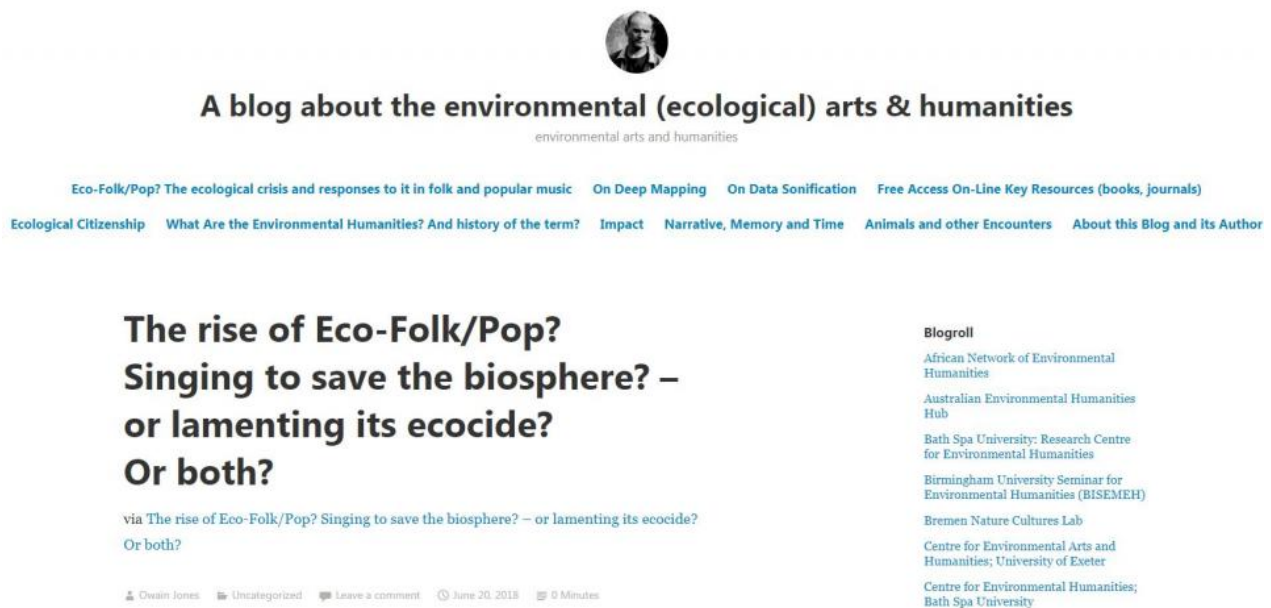 A blog about the environmental (ecological) arts & humanities
environmental arts and humanities
Eco-Folk/Pop? The ecological crisis and responses to it in folk and popular music On Deep Mapping On Data Sonification Free Access On-Line Key Resources (books, journals)
Ecological Citizenship What Are the Environmental Humanities? And history of the term? Impact Narrative, Memory and Time Animals and other Encounters About this Blog and its Author
The rise of Eco-Folk/Pop?
Singing to save the biosphere? –
or lamenting its ecocide?
Or both?
via The rise of Eco-Folk/Pop? Singing to save the biosphere? – or lamenting its ecocide?
Or both?
Owain Jones Uncategorized Leave a comment June 20, 2018 0 Minutes
Blogroll
African Network of Environmental
Humanities
Australian Environmental Humanities
Hub
Bath Spa University: Research Centre
for Environmental Humanities
Birmingham University Seminar for
Environmental Humanities (BISEMEH)
Bremen Nature Cultures Lab
Centre for Environmental Arts and
Humanities; University of Exeter
Centre for Environmental Humanities;
Bath Spa University